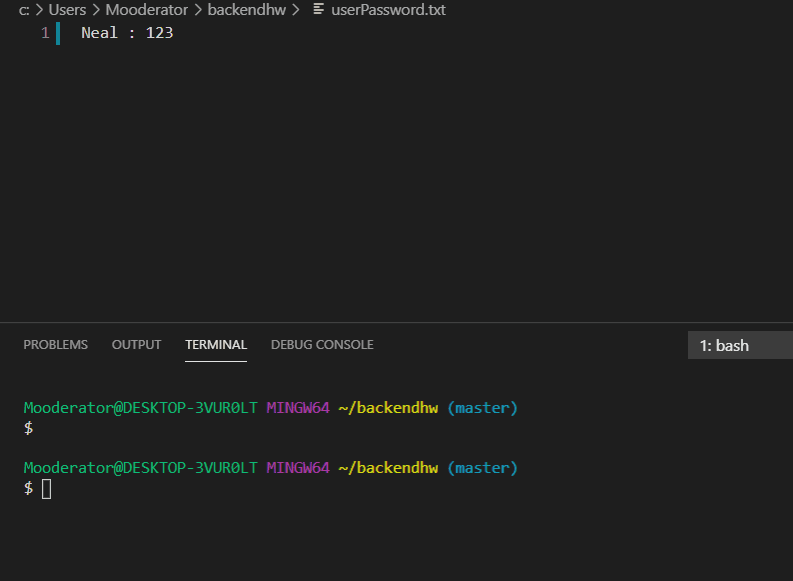 c: > Users > Mooderator > backendhw > userPassword.txt
1 Neal : 123
PROBLEMS OUTPUT TERMINAL DEBUG CONSOLE 1: bash
Mooderator@DESKTOP-3VUR0LT MINGW64 ~/backendhw (master)
$
Mooderator@DESKTOP-3VUR0LT MINGW64 ~/backendhw (master)
$